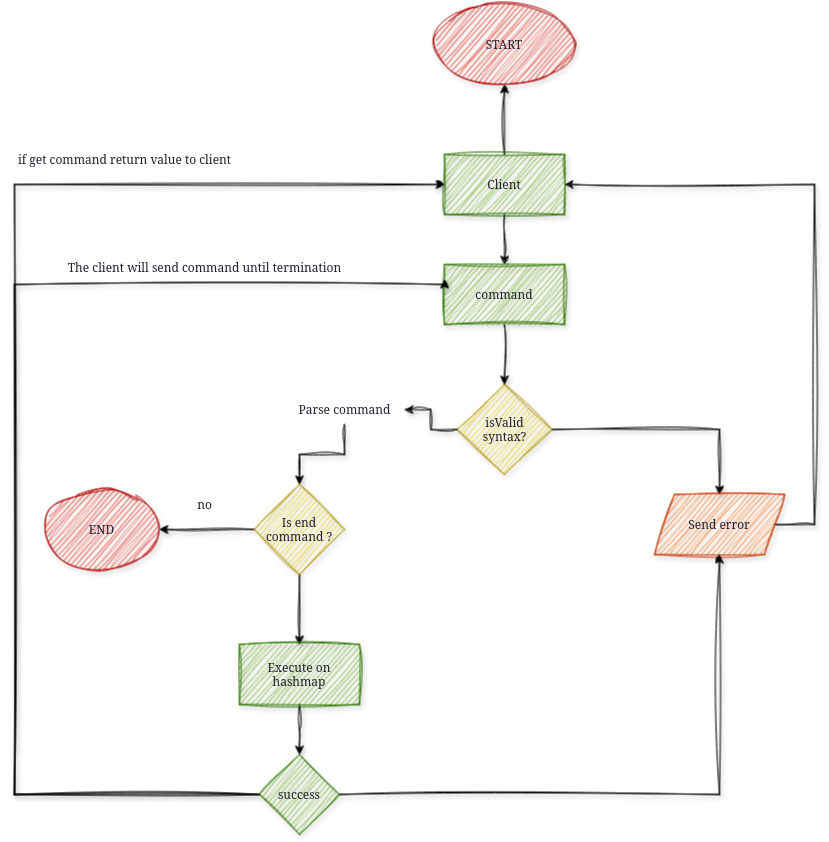 START
if get command return value to client
Client
The client will send command until termination
command
Parse command
isValid
syntax?
no
END
Is end
command ?
Send error
Execute on
hashmap
success